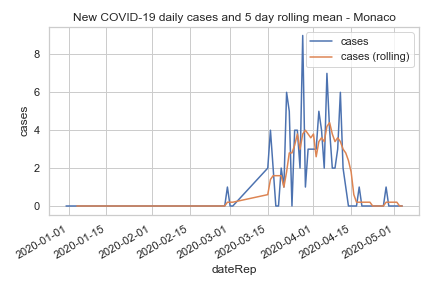 New COVID-19 daily cases and 5 day rolling mean - Monaco
cases
cases (rolling)
cases
8
6
4
2
0
2020-01-01
2020-01-15
2020-02-01
2020-02-15
2020-03-01
2020-03-15
2020-04-01
2020-04-15
2020-05-01
dateRep